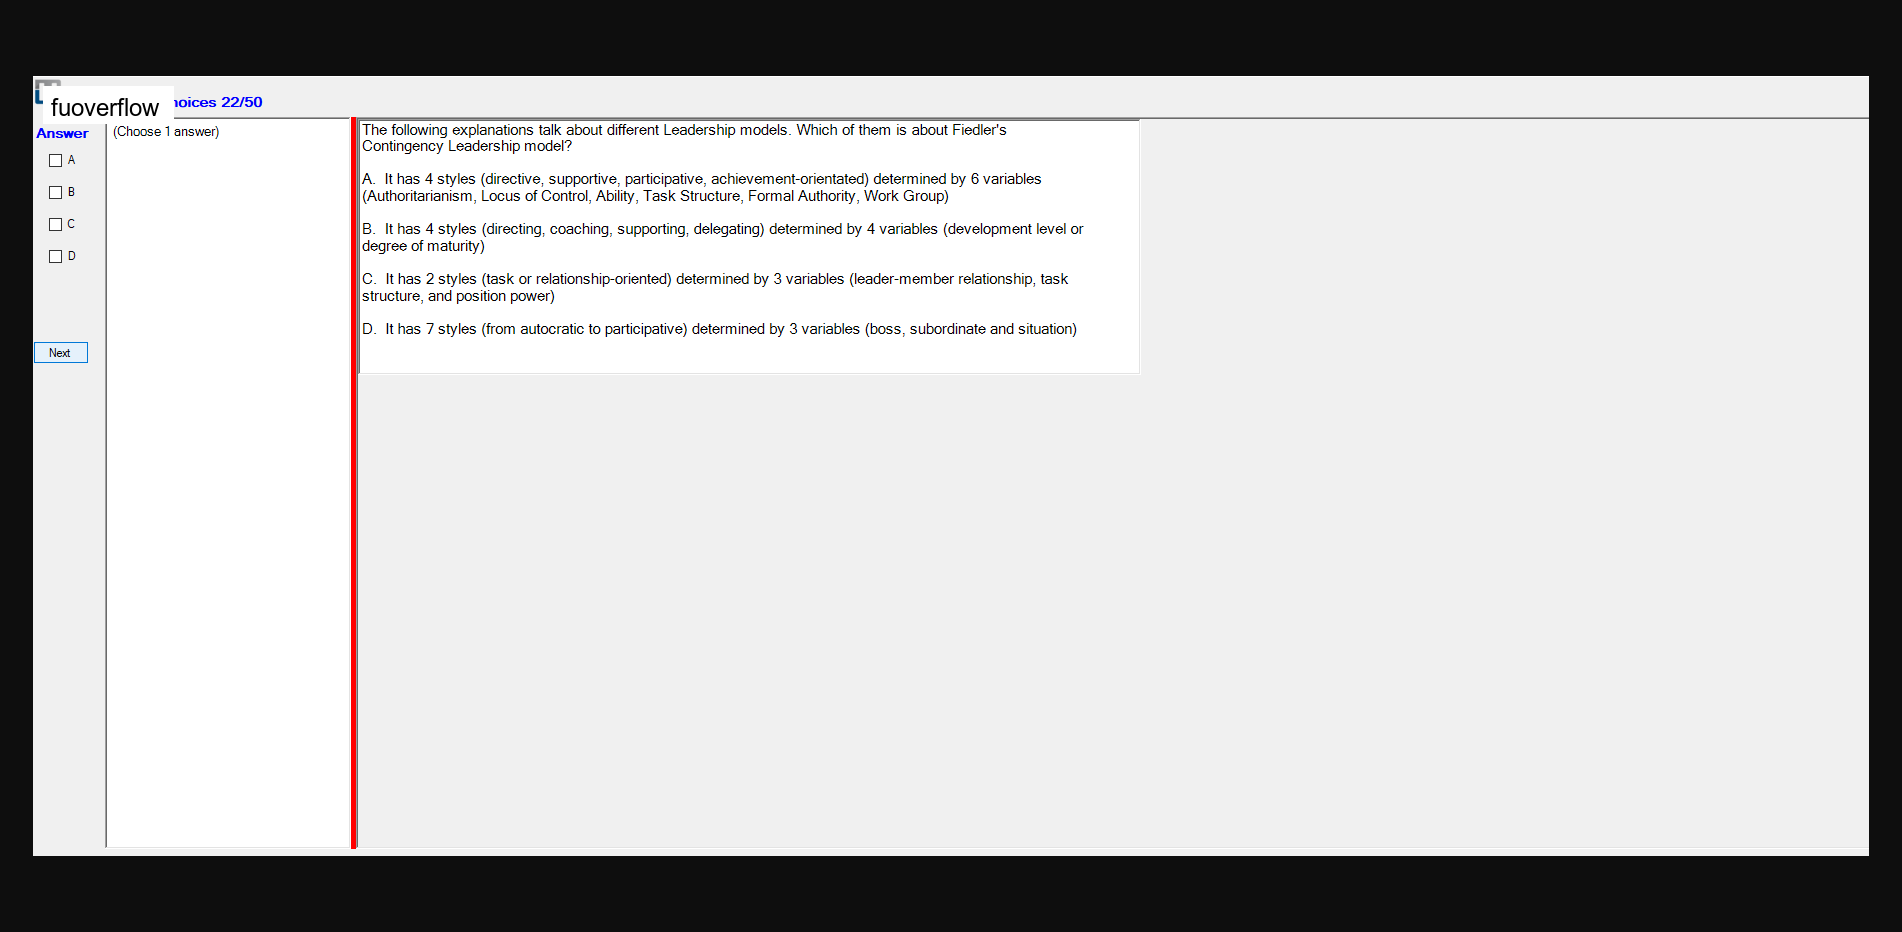 fuoverflow
hoices 22/50
Answer
(Choose 1 answer)
A
B
C
D
Next
The following explanations talk about different Leadership models. Which of them is about Fiedler's
Contingency Leadership model?
A. It has 4 styles (directive, supportive, participative, achievement-orientated) determined by 6 variables
(Authoritarianism, Locus of Control, Ability, Task Structure, Formal Authority, Work Group)
B. It has 4 styles (directing, coaching, supporting, delegating) determined by 4 variables (development level or
degree of maturity)
C. It has 2 styles (task or relationship-oriented) determined by 3 variables (leader-member relationship, task
structure, and position power)
D. It has 7 styles (from autocratic to participative) determined by 3 variables (boss, subordinate and situation)